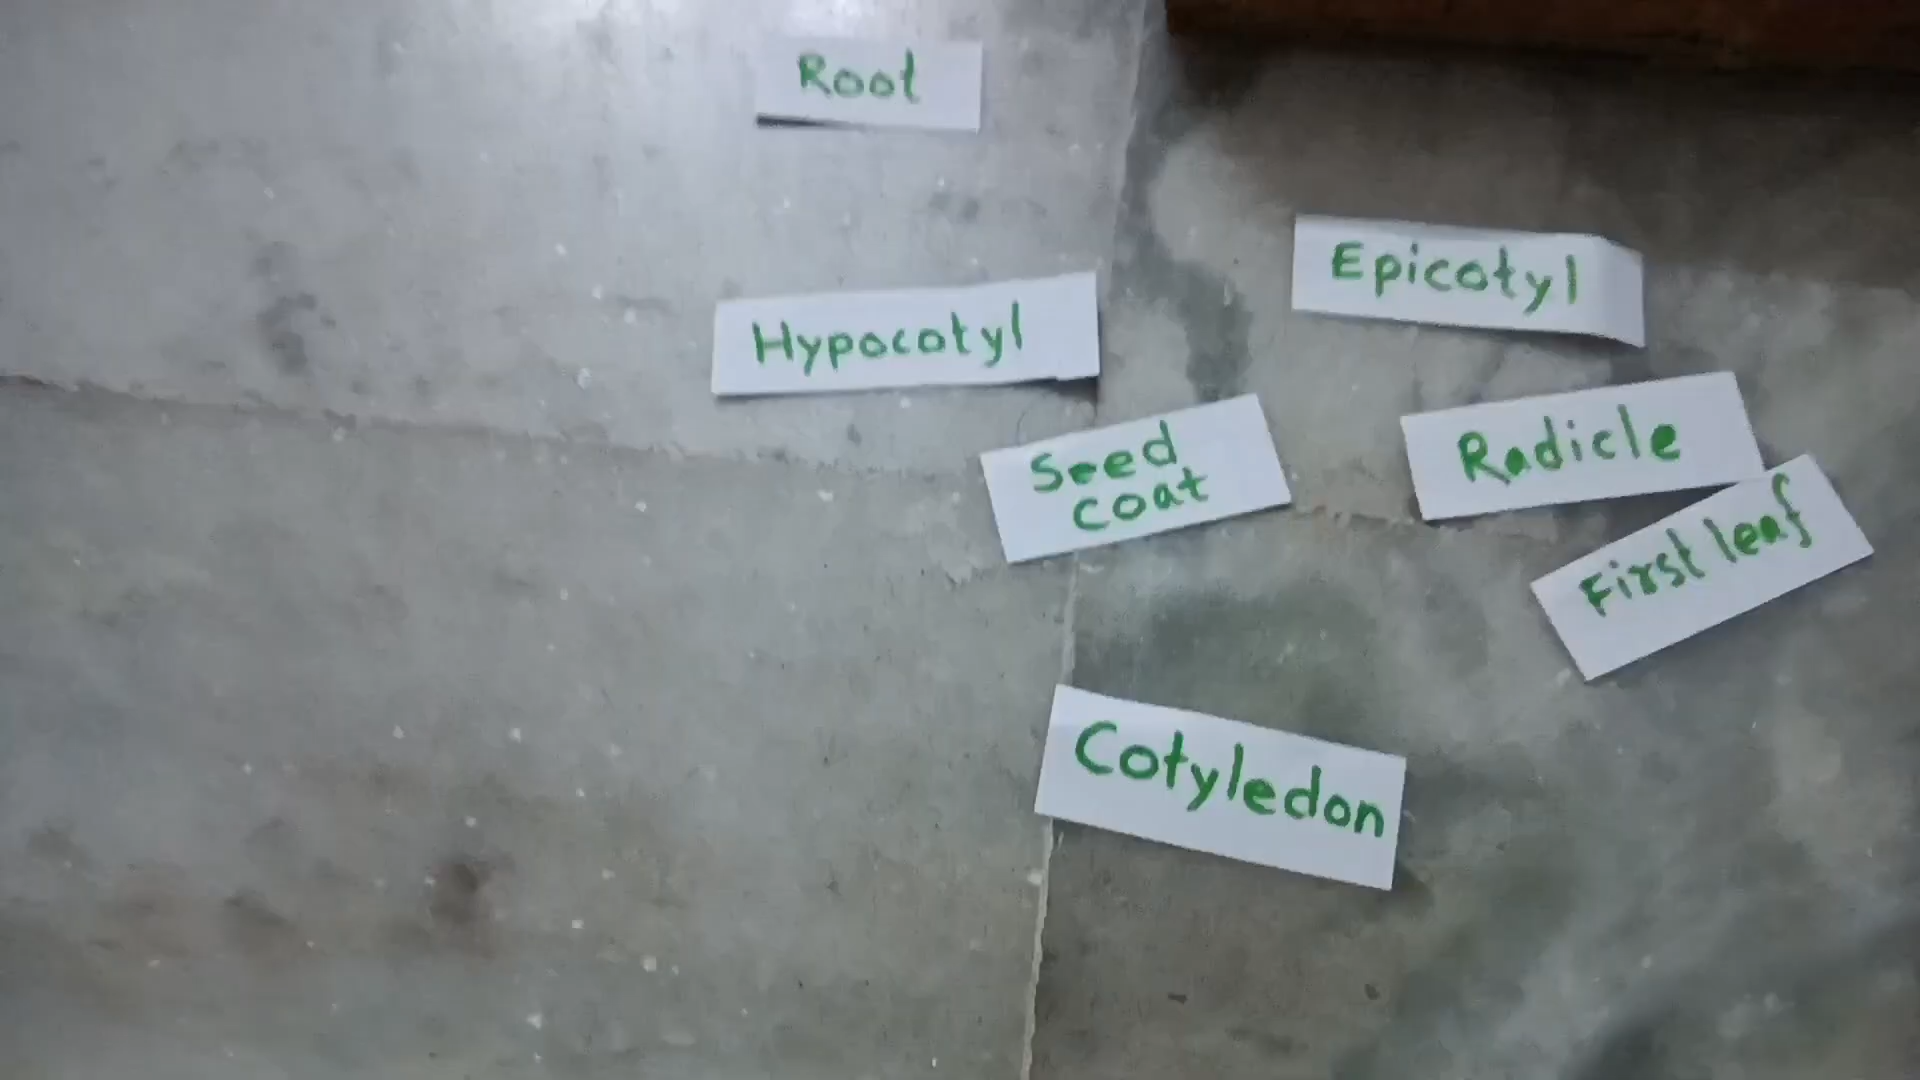 Root
Epicotyl
Hypocotyl
Radicle
Seed
coat
First leaf
Cotyledon